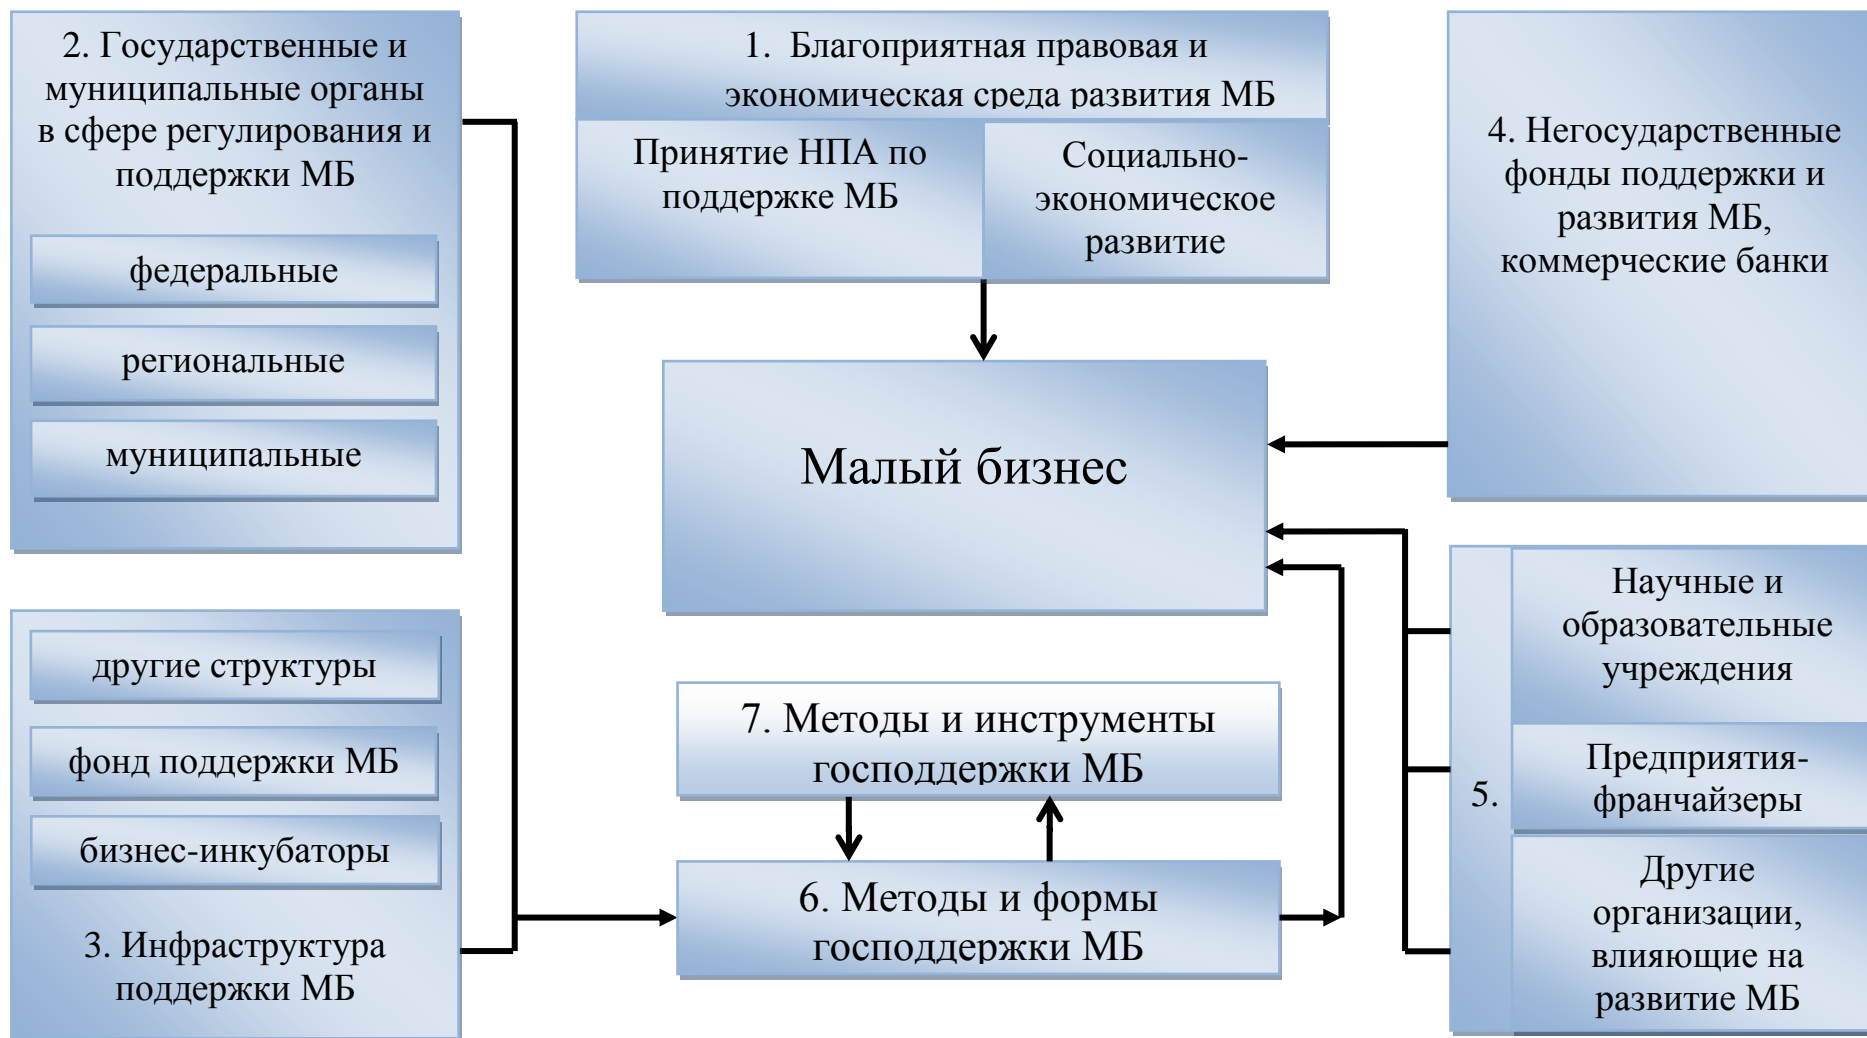 2. Государственные и
муниципальные органы
в сфере регулирования и
поддержки МБ
федеральные
региональные
муниципальные
1. Благоприятная правовая и
экономическая среда развития МБ
Принятие НПА по
поддержке МБ
Социально-
экономическое
развитие
4. Негосударственные
фонды поддержки и
развития МБ,
коммерческие банки
Малый бизнес
другие структуры
фонд поддержки МБ
бизнес-инкубаторы
3. Инфраструктура
поддержки МБ
7. Методы и инструменты
господдержки МБ
6. Методы и формы
господдержки МБ
5.
Научные и
образовательные
учреждения
Предприятия-
франчайзеры
Другие
организации,
влияющие на
развитие МБ